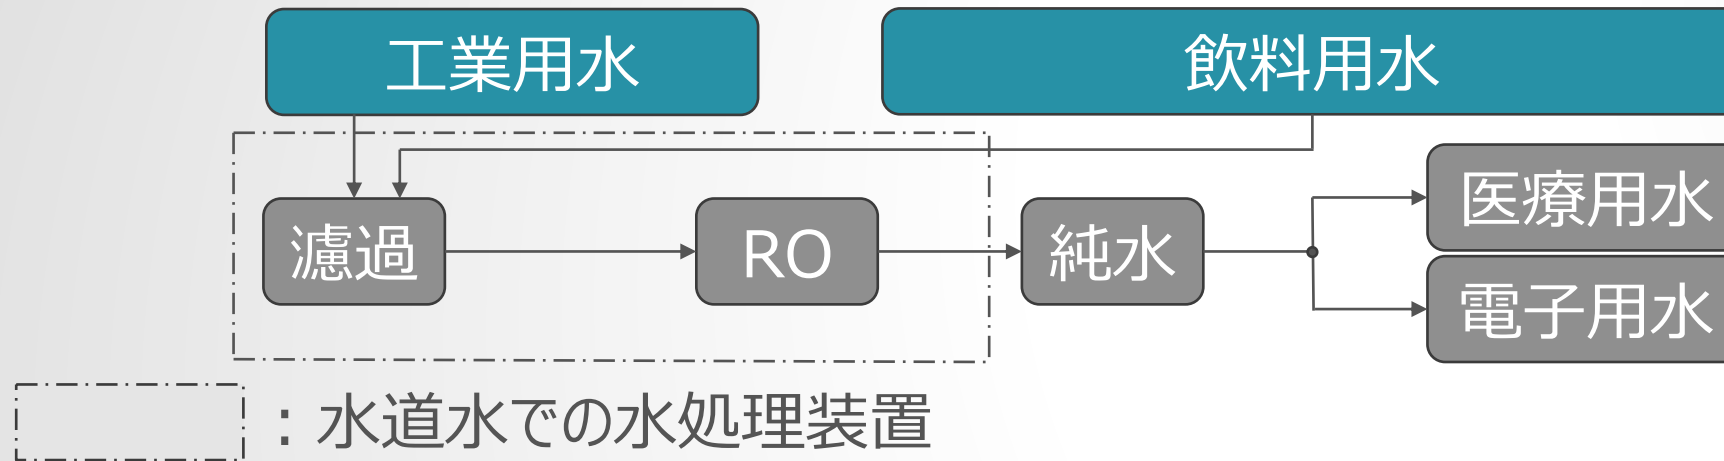 工業用水
飲料用水
濾過
RO
純水
医療用水
電子用水
：水道水での水処理装置